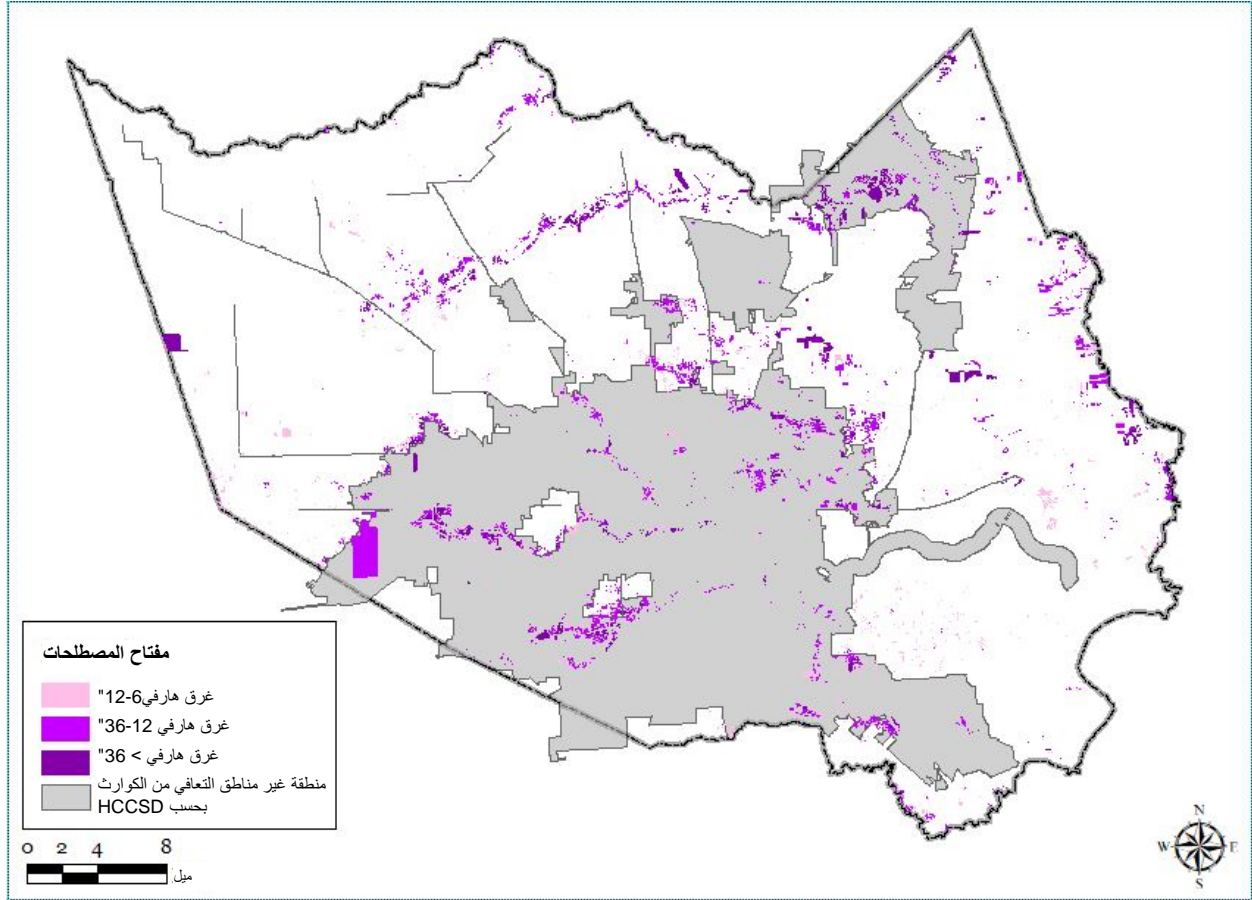 مفتاح المصطلحات
غرق هارفي6-12"
غرق هارفي 12-36"
غرق هارفي > 36"
منطقة غير مناطق التعافي من الكوارث
بحسب HCCSD
0 2 4 8
ميل
N
W E
S